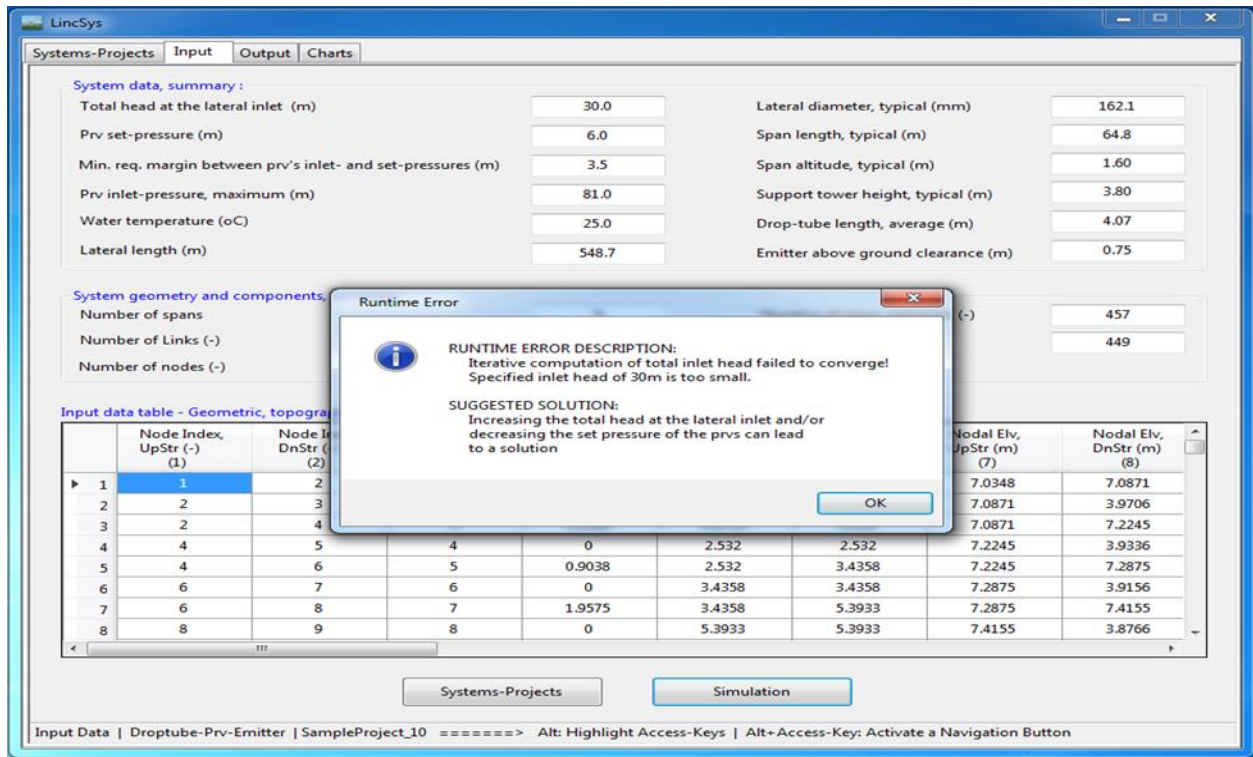 LincSys
Systems-Projects Input Output Charts
System data, summary :
Total head at the lateral inlet (m) 30.0 Lateral diameter, typical (mm) 162.1
Prv set-pressure (m) 6.0 Span length, typical (m) 64.8
Min. req. margin between prv's inlet- and set-pressures (m) 3.5 Span altitude, typical (m) 1.60
Prv inlet-pressure, maximum (m) 81.0 Support tower height, typical (m) 3.80
Water temperature (oC) 25.0 Drop-tube length, average (m) 4.07
Lateral length (m) 548.7 Emitter above ground clearance (m) 0.75
System geometry and components,
Number of spans (-) 457
Number of Links (-) 449
Number of nodes (-)
Runtime Error
RUNTIME ERROR DESCRIPTION:
Iterative computation of total inlet head failed to converge!
Specified inlet head of 30m is too small.
SUGGESTED SOLUTION:
Increasing the total head at the lateral inlet and/or
decreasing the set pressure of the prvs can lead
to a solution
OK
Input data table - Geometric,
Node Index, Nodal Elv, Nodal Elv,
UpStr (-) DnStr UpStr (m) DnStr (m)
(1) (2) (7) (8)
1 1 2 7.0348 7.0871
2 2 3 7.0871 3.9706
3 2 4 7.0871 7.2245
4 4 5 4 0 2.532 2.532 7.2245 3.9336
5 4 6 5 0.9038 2.532 3.4358 7.2245 7.2875
6 6 7 6 0 3.4358 3.4358 7.2875 3.9156
7 6 8 7 1.9575 3.4358 5.3933 7.2875 7.4155
8 8 9 8 0 5.3933 5.3933 7.4155 3.8766
Systems-Projects Simulation
Input Data | Droptube-Prv-Emitter | SampleProject_10 =======> Alt: Highlight Access-Keys | Alt+Access-Key: Activate a Navigation Button